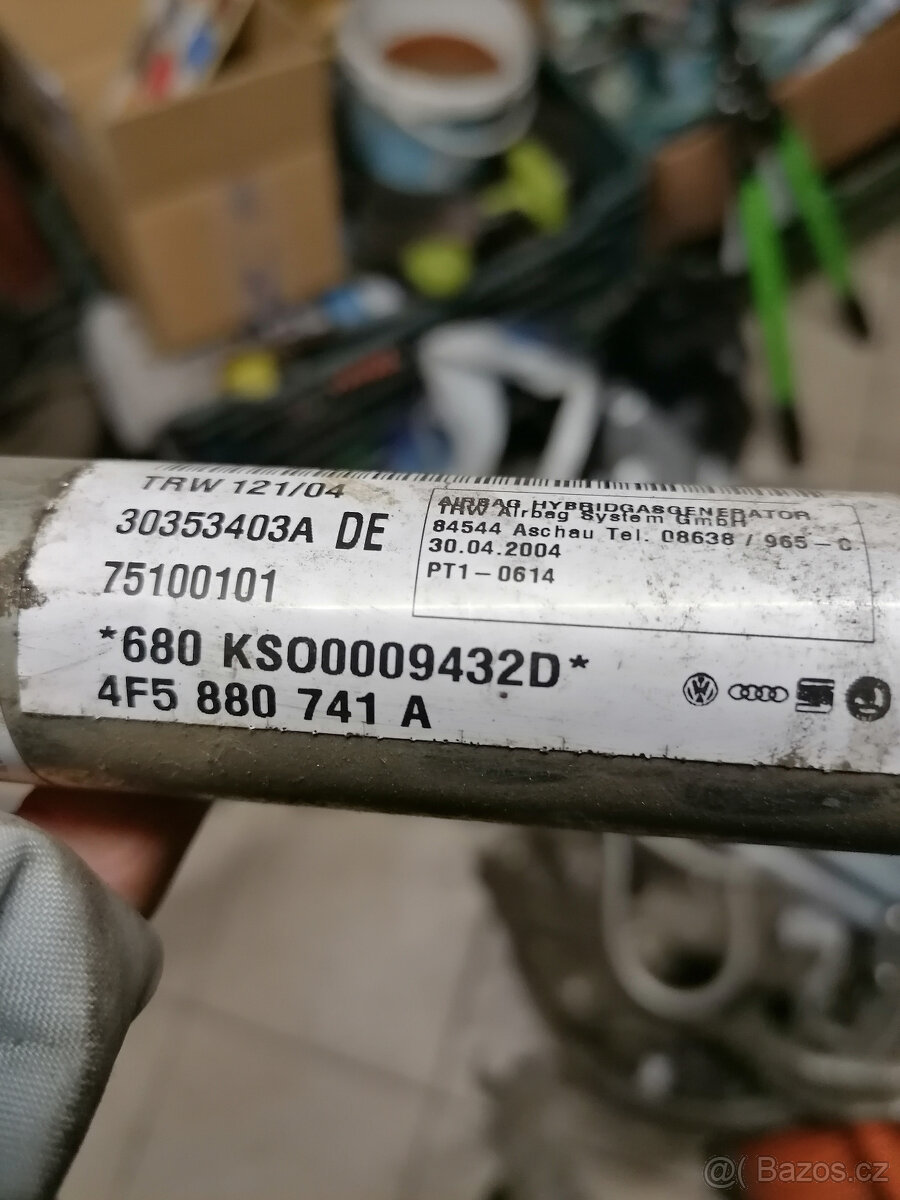 TRW 121/04
30353403A DE
75100101
*680 KSO0009432D*
4F5 880 741 A
AIRBAG HYBRIDGASGENERATOR
TRW Airbag System GmbH
84544 Aschau Tel. 08638 / 965 - C
30.04.2004
PT1-0614
@( Bazos.cz